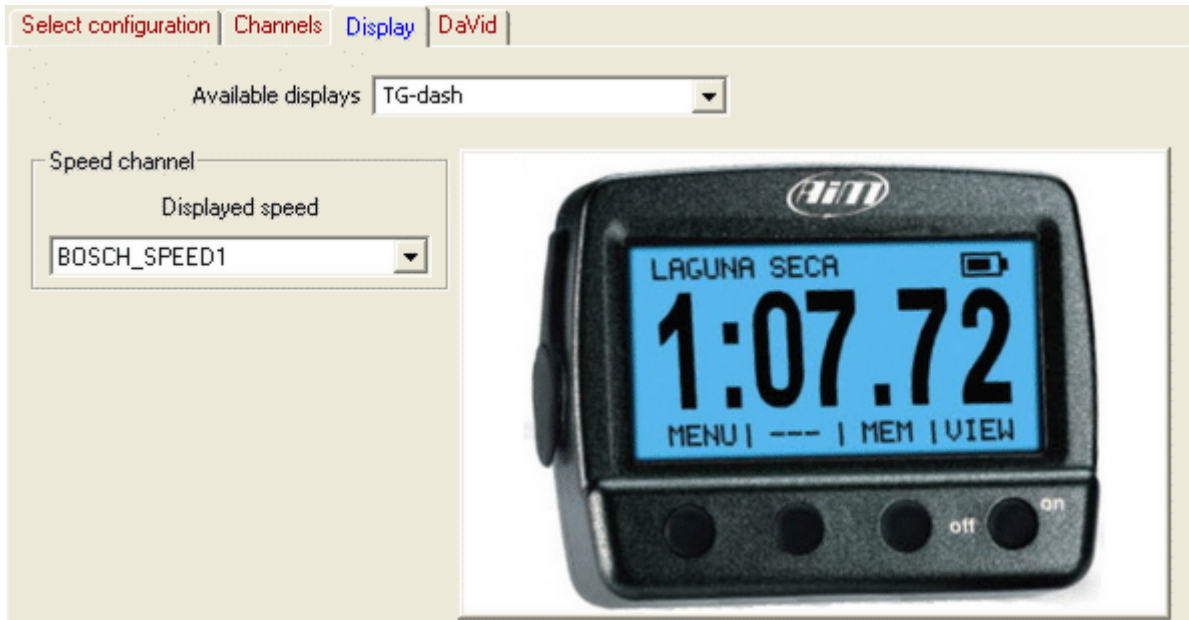 Select configuration Channels Display DaVid
Available displays TG-dash
Speed channel
Displayed speed
BOSCH_SPEED1
AiM
LAGUNA SECA
1:07.72
MENU| --- | MEM |VIEW
off on